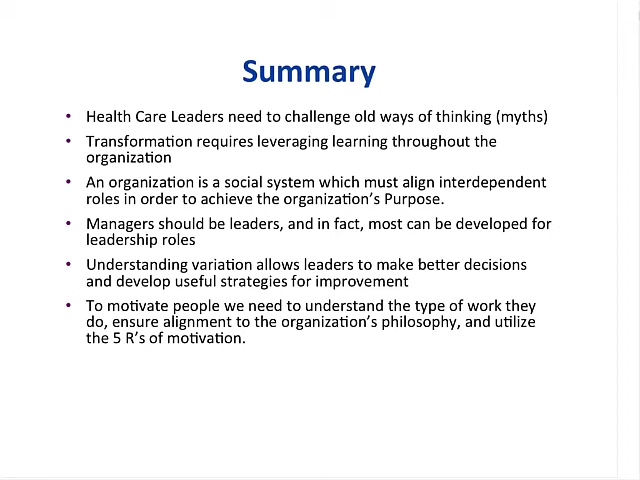 Summary
• Health Care Leaders need to challenge old ways of thinking (myths)
• Transformation requires leveraging learning throughout the
organization
• An organization is a social system which must align interdependent
roles in order to achieve the organization's Purpose.
• Managers should be leaders, and in fact, most can be developed for
leadership roles
• Understanding variation allows leaders to make better decisions
and develop useful strategies for improvement
• To motivate people we need to understand the type of work they
do, ensure alignment to the organization's philosophy, and utilize
the 5 R's of motivation.